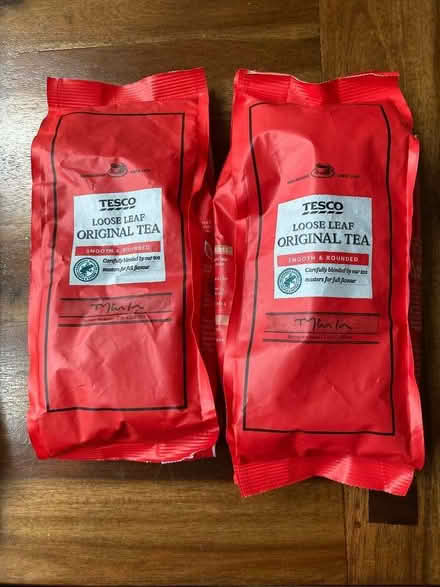 TESCO
LOOSE LEAF
ORIGINAL TEA
SMOOTH & ROUNDED
Carefully blended by our tea
masters for full flavour
TESCO
LOOSE LEAF
ORIGINAL TEA
SMOOTH & ROUNDED
Carefully blended by our tea
masters for full flavour